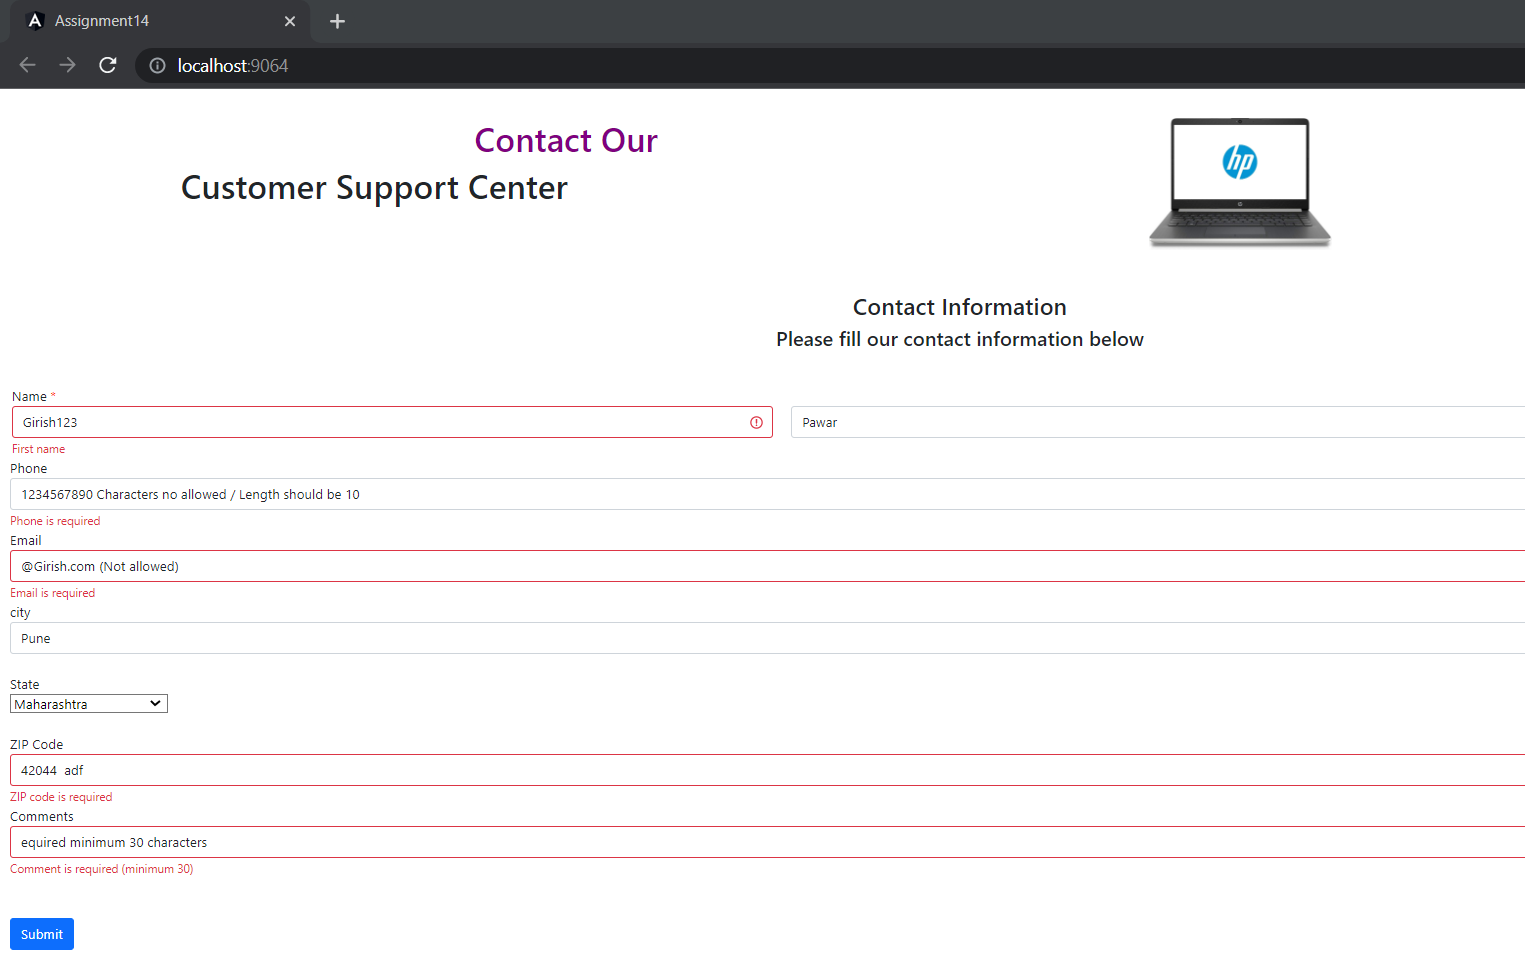 Assignment14
localhost:9064
Contact Our
Customer Support Center
hp
Contact Information
Please fill our contact information below
Name *
Girish123
Pawar
First name
Phone
1234567890 Characters no allowed / Length should be 10
Phone is required
Email
@Girish.com (Not allowed)
Email is required
city
Pune
State
Maharashtra
ZIP Code
42044  adf
ZIP code is required
Comments
equired minimum 30 characters
Comment is required (minimum 30)
Submit